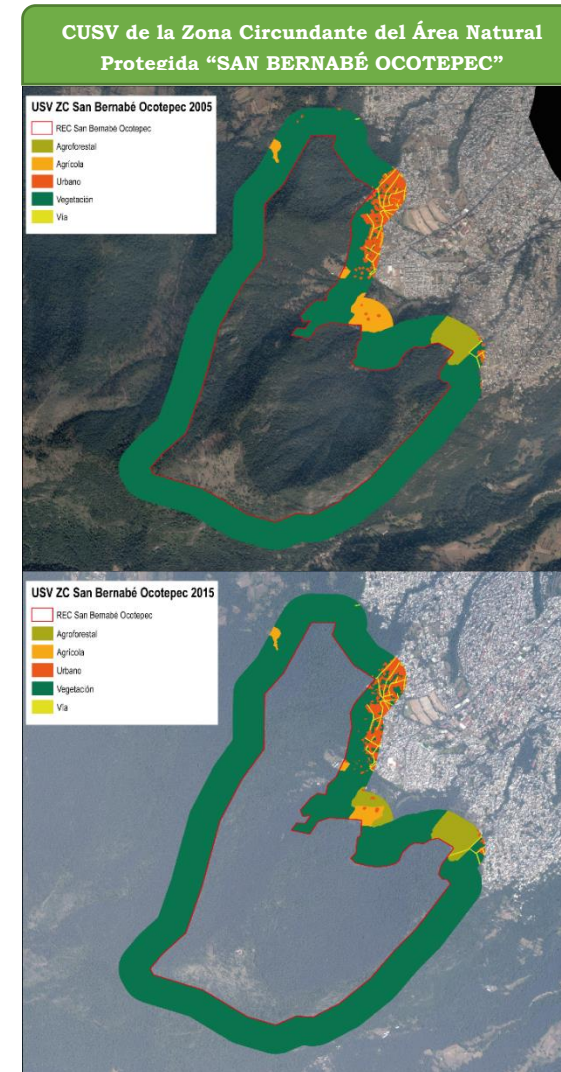 CUSV de la Zona Circundante del Área Natural
Protegida “SAN BERNABÉ OCOTEPEC”
USV ZC San Bernabé Ocotepec 2005
REC San Bernabé Ocotepec
Agroforestal
Agrícola
Urbano
Vegetación
Vía
USV ZC San Bernabé Ocotepec 2015
REC San Bernabé Ocotepec
Agroforestal
Agrícola
Urbano
Vegetación
Vía